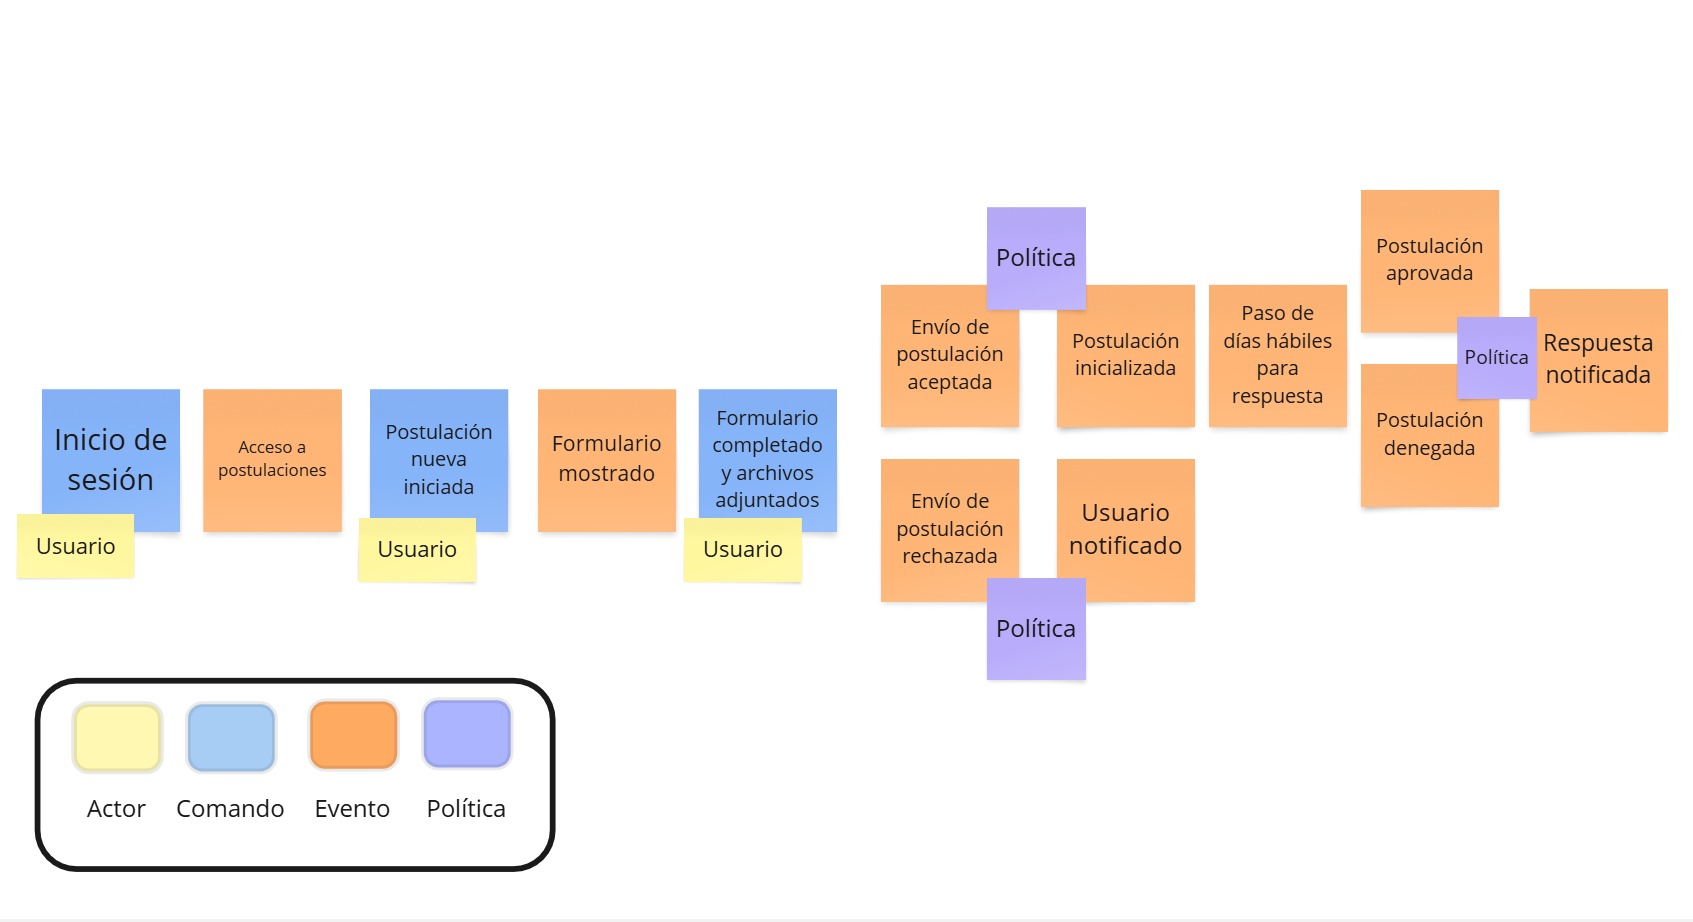 Inicio de
sesión
Usuario
Acceso a
postulaciones
Postulación
nueva
iniciada
Usuario
Formulario
mostrado
Formulario
completado
y archivos
adjuntados
Usuario
Política
Envío de
postulación
aceptada
Postulación
inicializada
Envío de
postulación
rechazada
Usuario
notificado
Política
Paso de
días hábiles
para
respuesta
Postulación
aprovada
Política
Postulación
denegada
Respuesta
notificada
Actor
Comando
Evento
Política